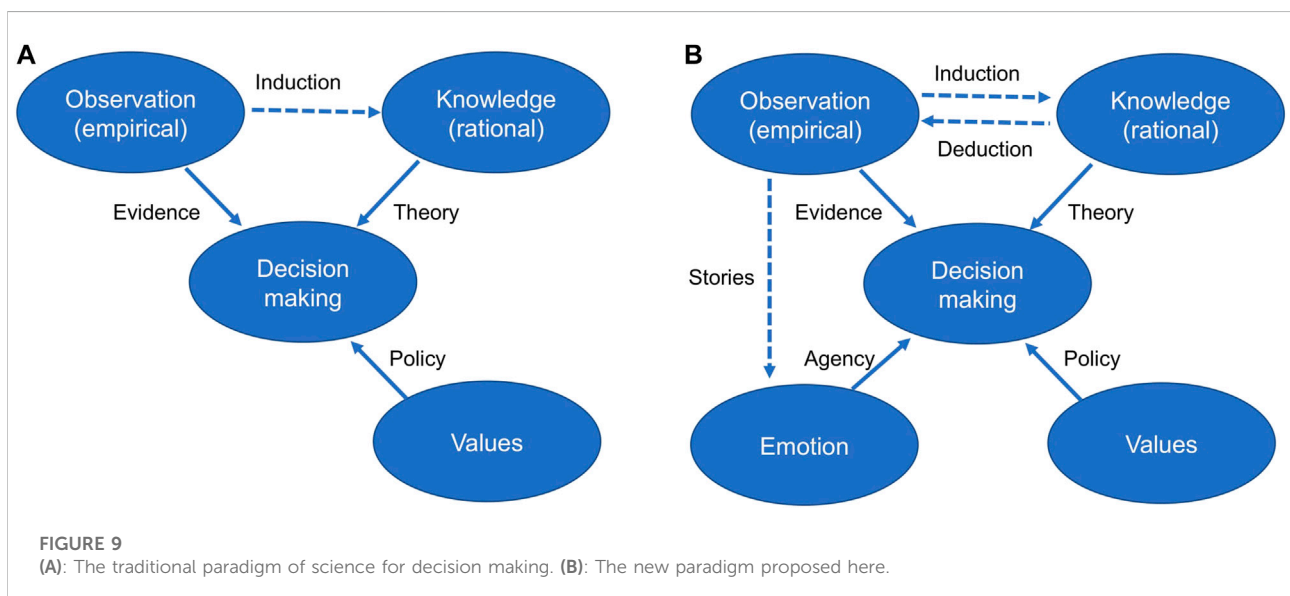 A
Observation
(empirical)
Induction
Knowledge
(rational)
Evidence
Theory
Decision
making
Policy
Values
B
Observation
(empirical)
Induction
Deduction
Knowledge
(rational)
Evidence
Theory
Stories
Decision
making
Agency
Policy
Emotion
Values
FIGURE 9
(A): The traditional paradigm of science for decision making. (B): The new paradigm proposed here.